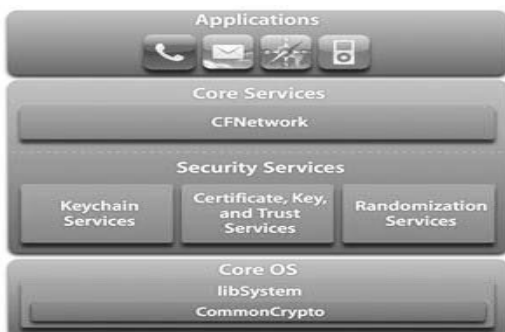 Applications
Core Services
CFNetwork
Security Services
Keychain
Services
Certificate, Key,
and Trust
Services
Randomization
Services
Core OS
libSystem
CommonCrypto